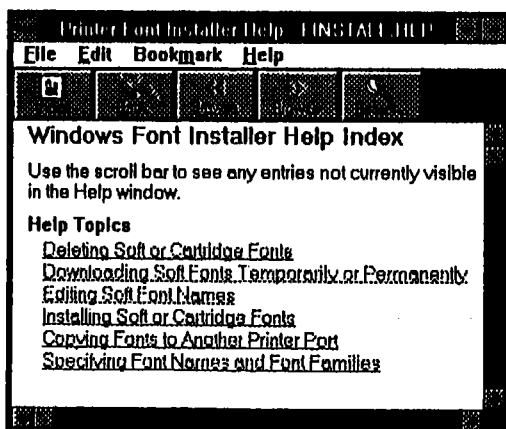 Printer Font Installer Help - FINSTALL.HLP
File Edit Bookmark Help
Windows Font Installer Help Index
Use the scroll bar to see any entries not currently visible
in the Help window.
Help Topics
Deleting Soft or Cartridge Fonts
Downloading Soft Fonts Temporarily or Permanently
Editing Soft Font Names
Installing Soft or Cartridge Fonts
Copying Fonts to Another Printer Port
Specifying Font Names and Font Families